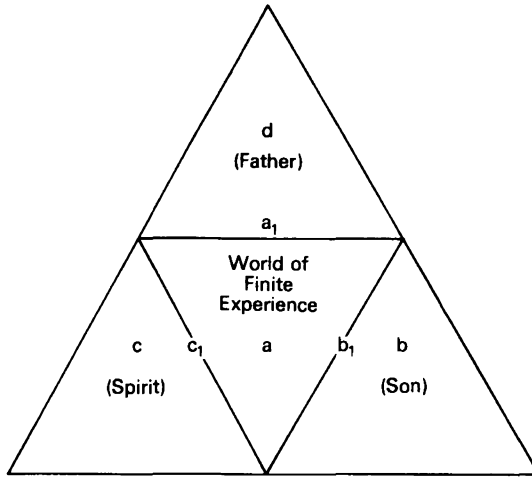 d
(Father)
a₁
World of
Finite
Experience
c c₁ a b₁ b
(Spirit) (Son)